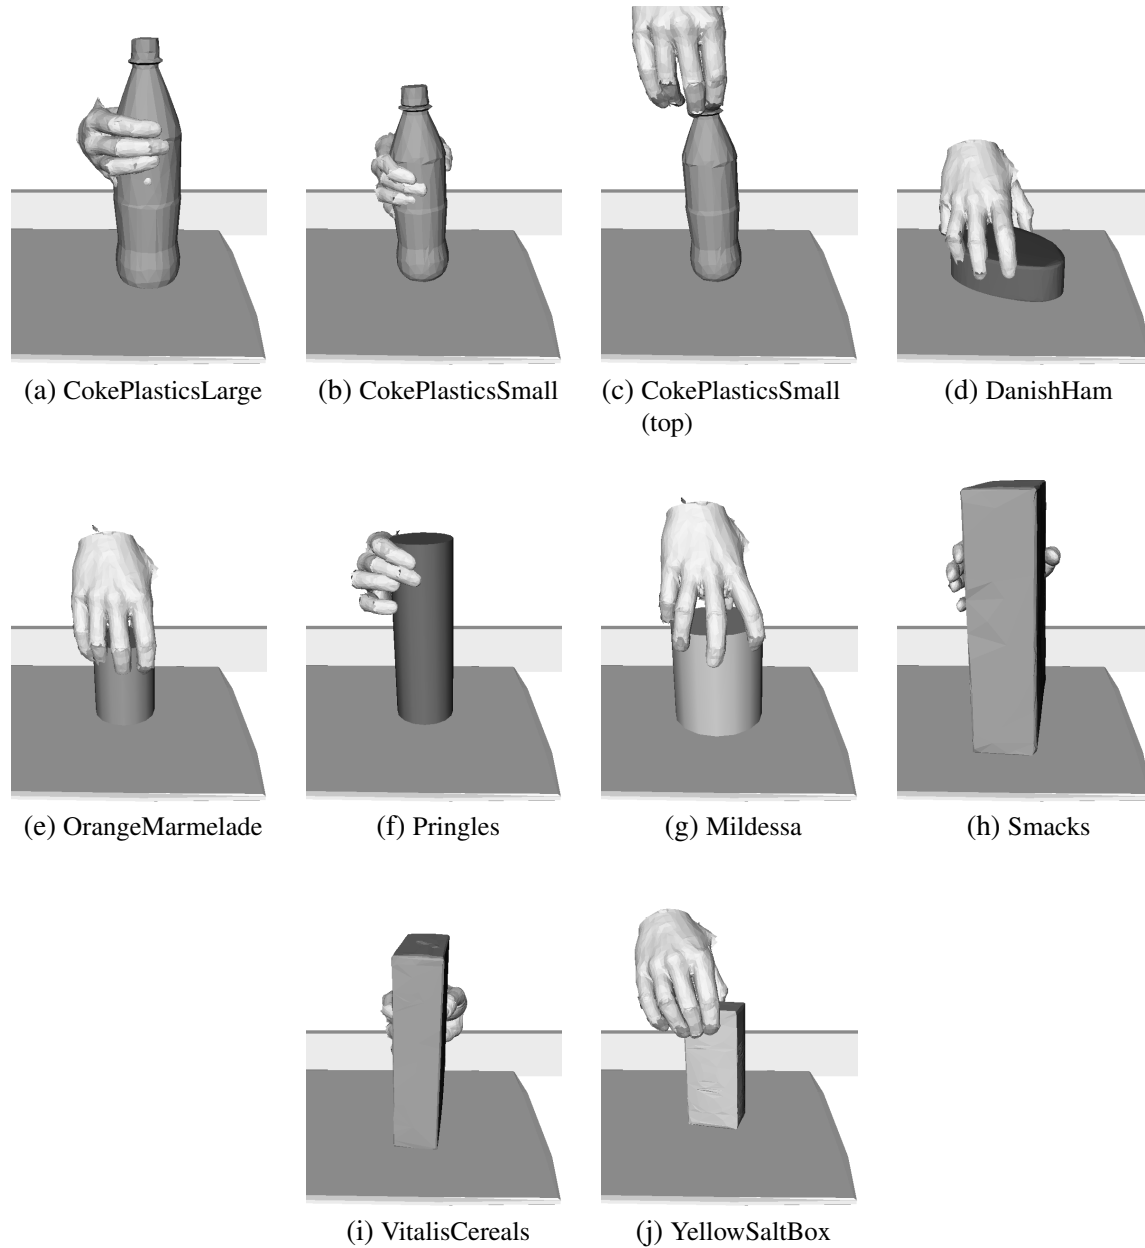 (a) CokePlasticsLarge
(b) CokePlasticsSmall
(c) CokePlasticsSmall
(top)
(d) DanishHam
(e) OrangeMarmelade
(f) Pringles
(g) Mildessa
(h) Smacks
(i) VitalisCereals
(j) YellowSaltBox